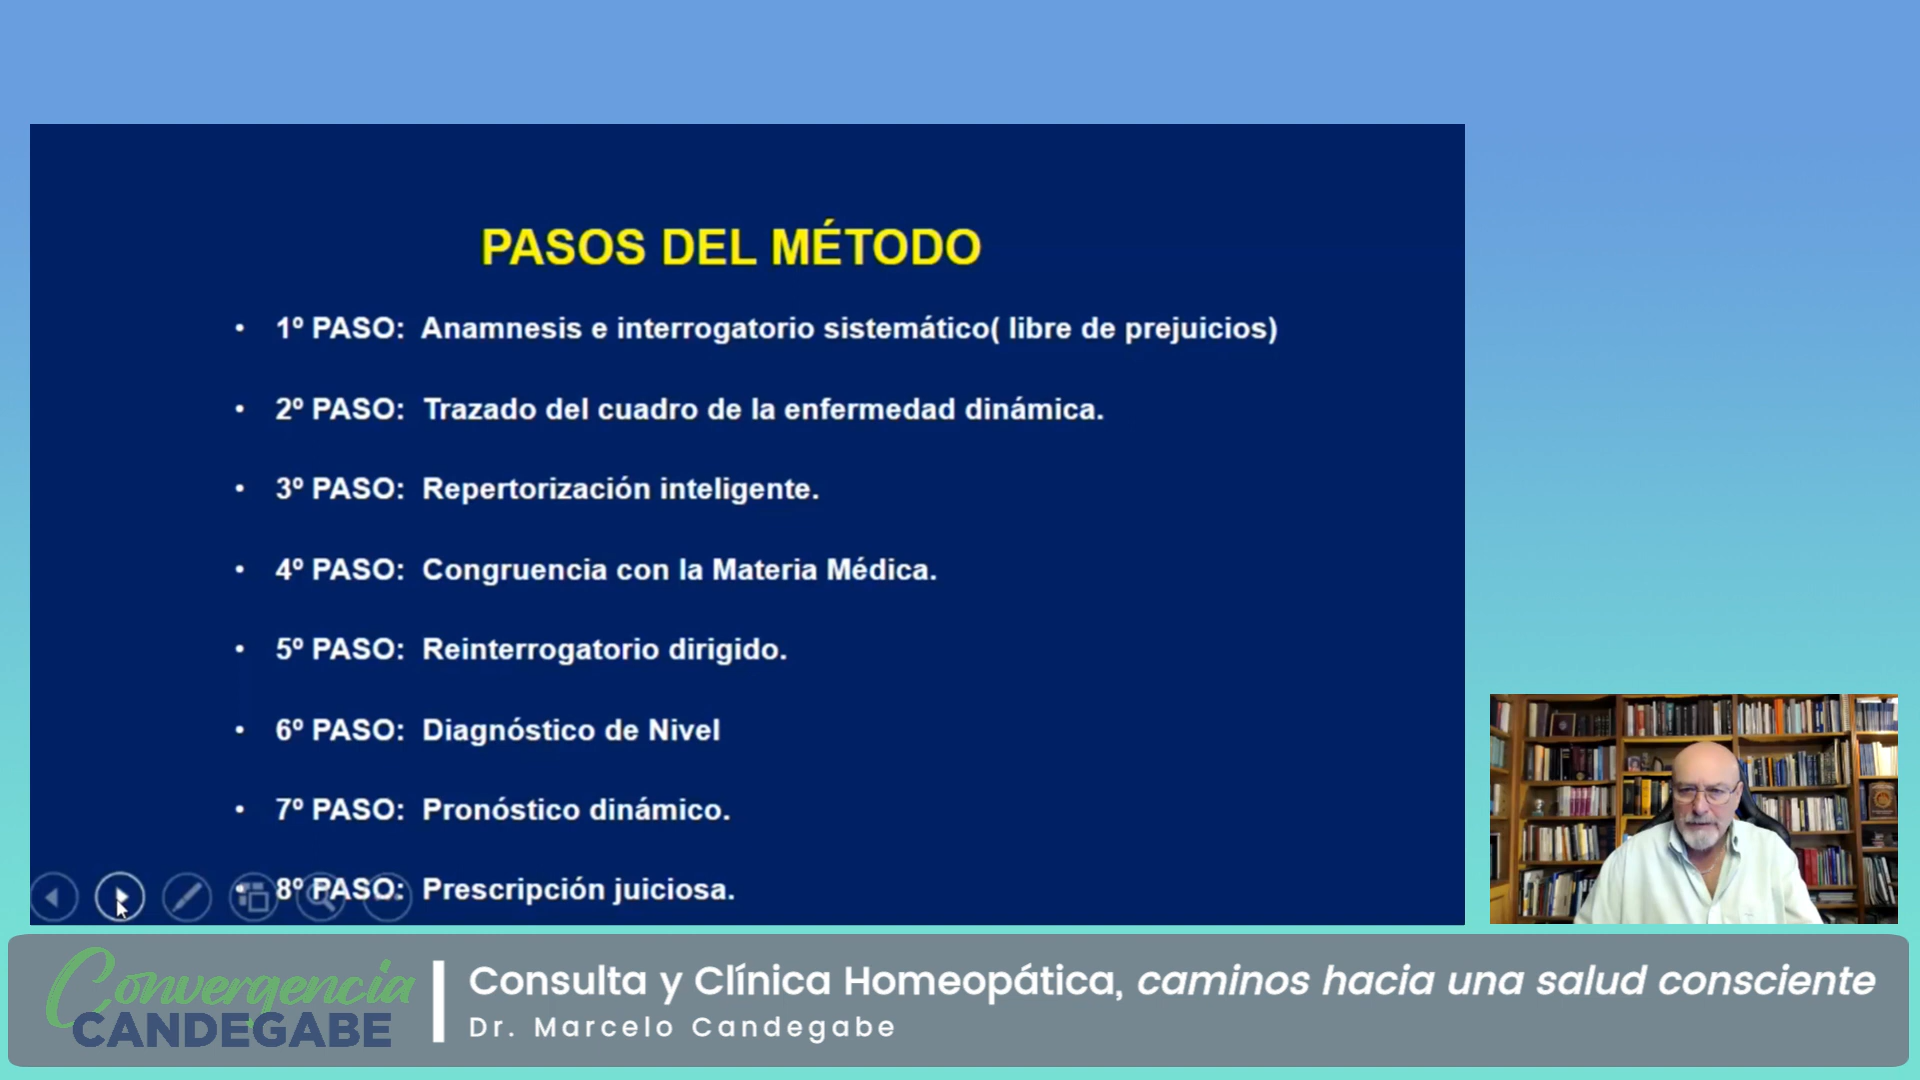 PASOS DEL MÉTODO
• 1º PASO: Anamnesis e interrogatorio sistemático( libre de prejuicios)
• 2º PASO: Trazado del cuadro de la enfermedad dinámica.
• 3º PASO: Repertorización inteligente.
• 4º PASO: Congruencia con la Materia Médica.
• 5º PASO: Reinterrogatorio dirigido.
• 6º PASO: Diagnóstico de Nivel
• 7º PASO: Pronóstico dinámico.
• 8º PASO: Prescripción juiciosa.
Convergencia
CANDEGABE
Consulta y Clínica Homeopática, caminos hacia una salud consciente
Dr. Marcelo Candegabe